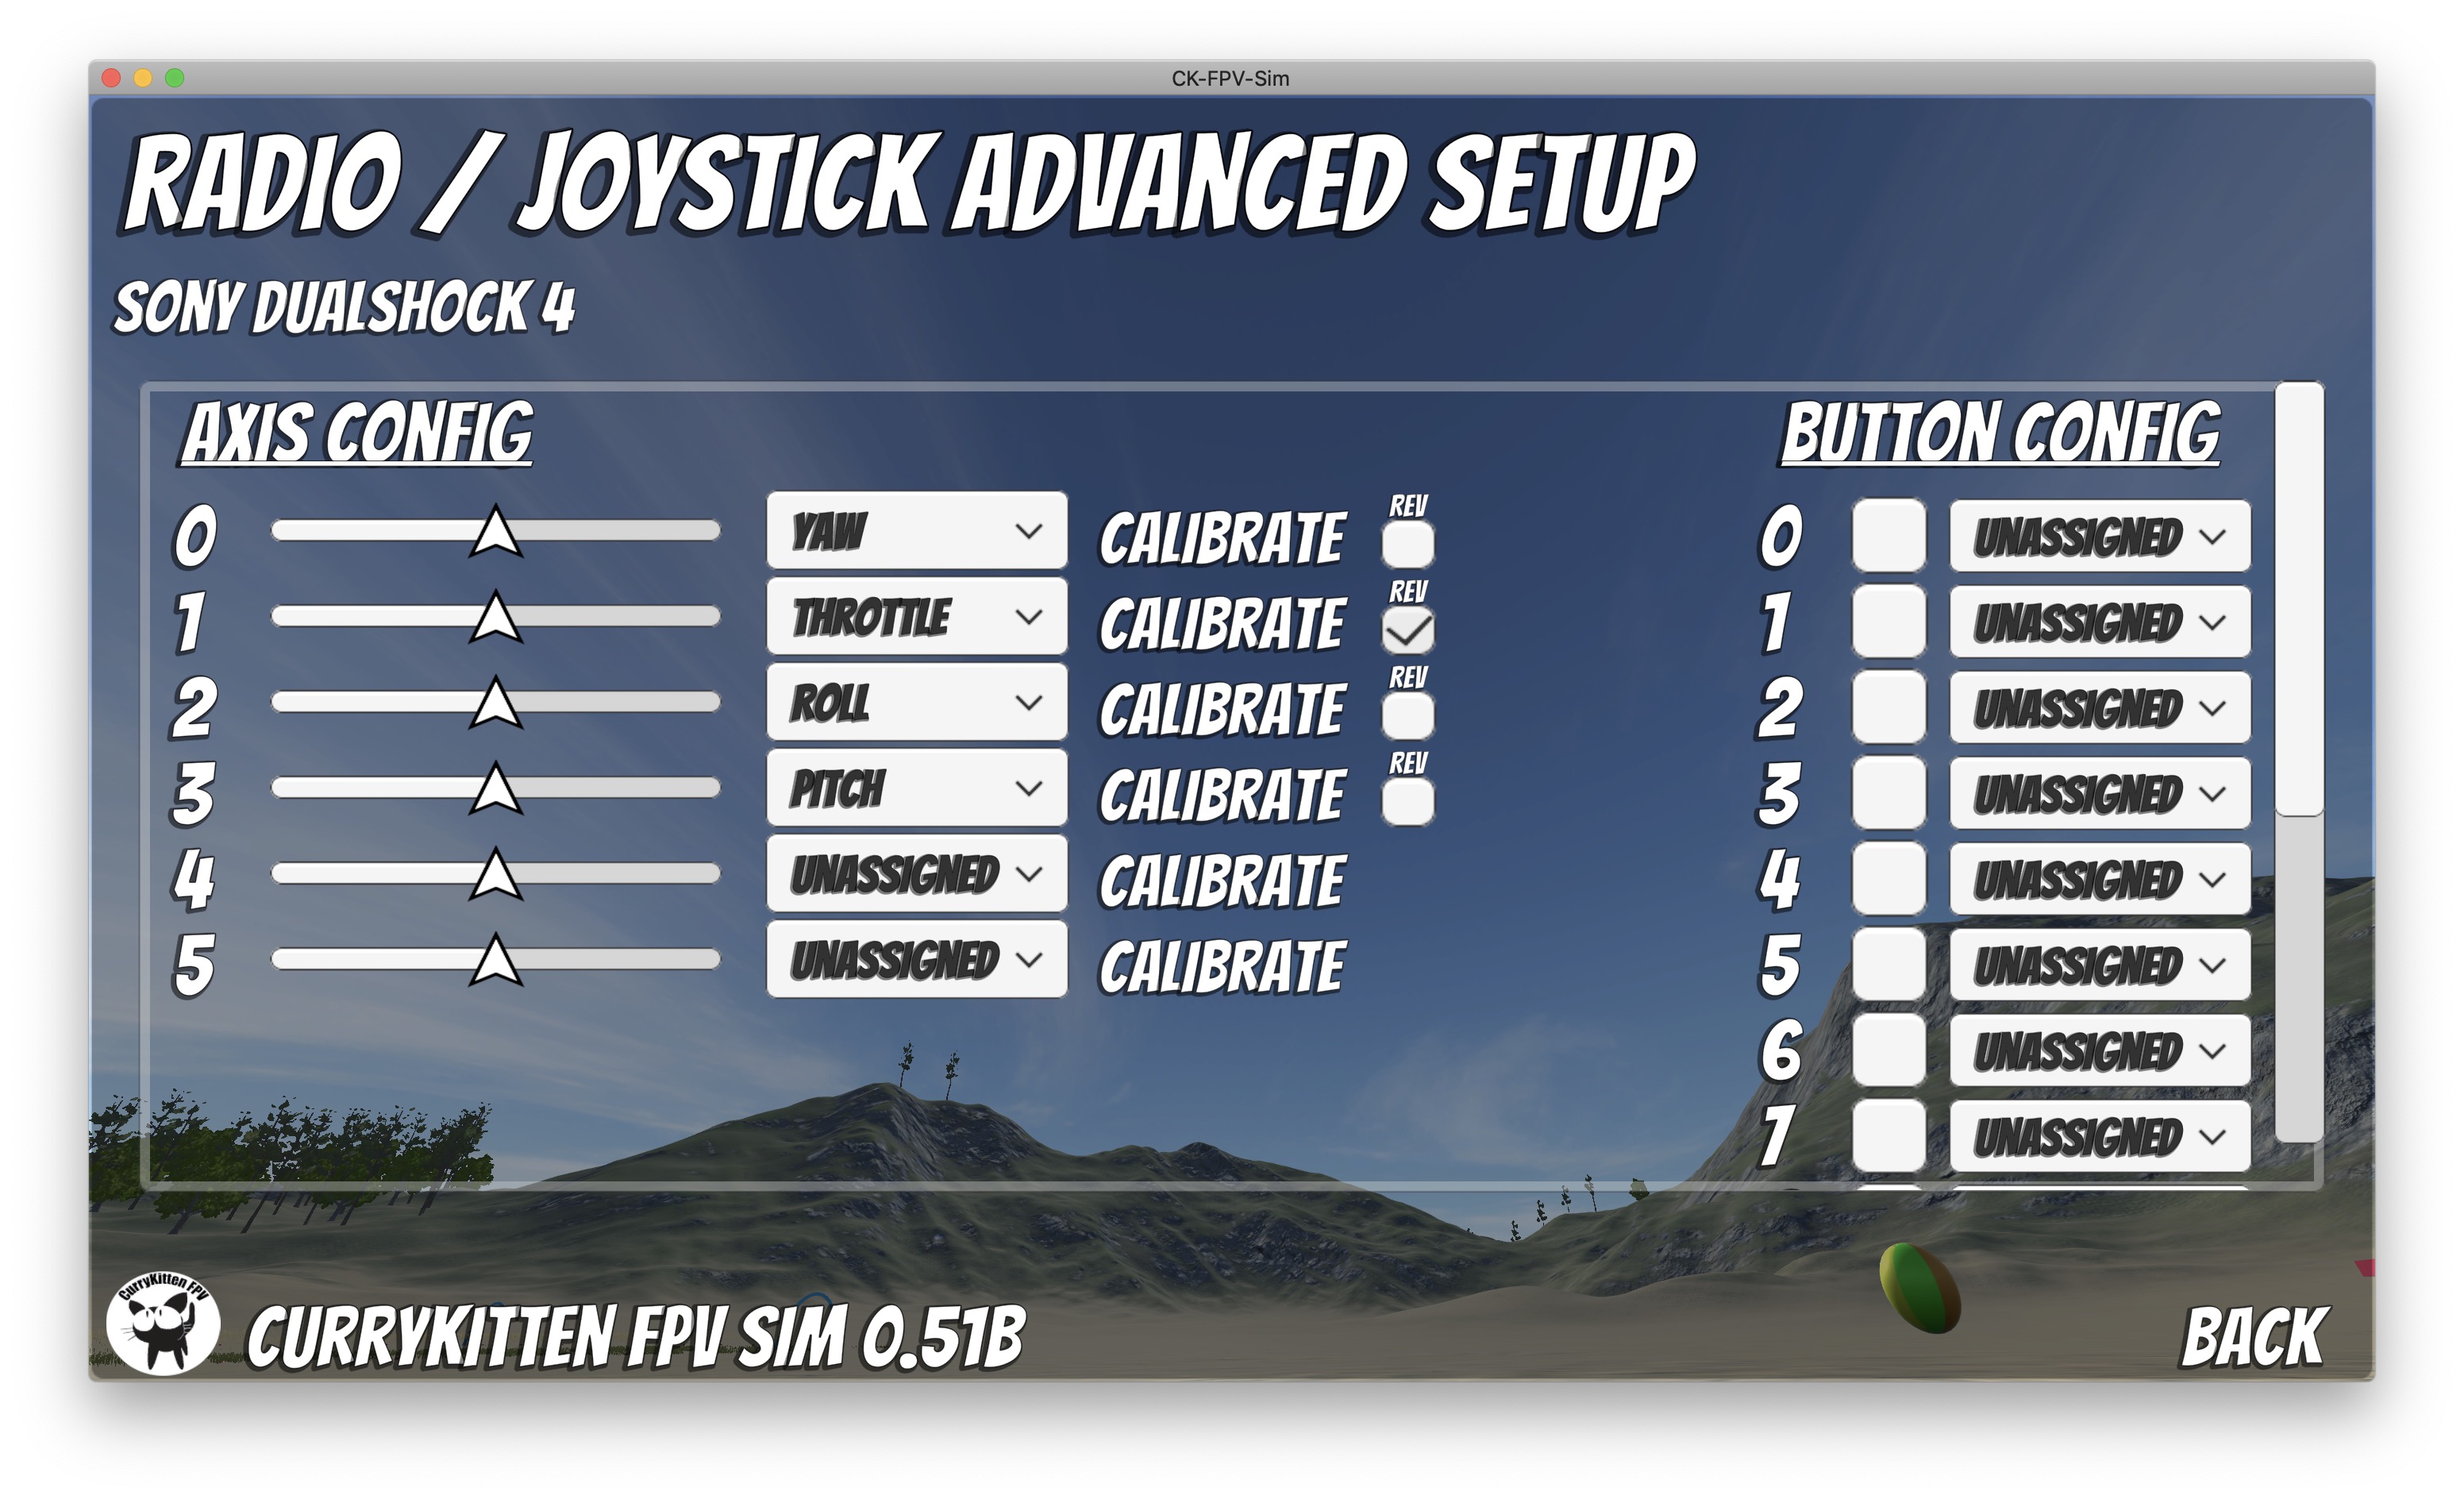 CK-FPV-Sim
RADIO / JOYSTICK ADVANCED SETUP
SONY DUALSHOCK 4
AXIS CONFIG
0 YAW CALIBRATE REV
1 THROTTLE CALIBRATE REV
2 ROLL CALIBRATE REV
3 PITCH CALIBRATE REV
4 UNASSIGNED CALIBRATE
5 UNASSIGNED CALIBRATE
BUTTON CONFIG
0 UNASSIGNED
1 UNASSIGNED
2 UNASSIGNED
3 UNASSIGNED
4 UNASSIGNED
5 UNASSIGNED
6 UNASSIGNED
7 UNASSIGNED
CurryKitten FPV
CURRYKITTEN FPV SIM 0.51B
BACK